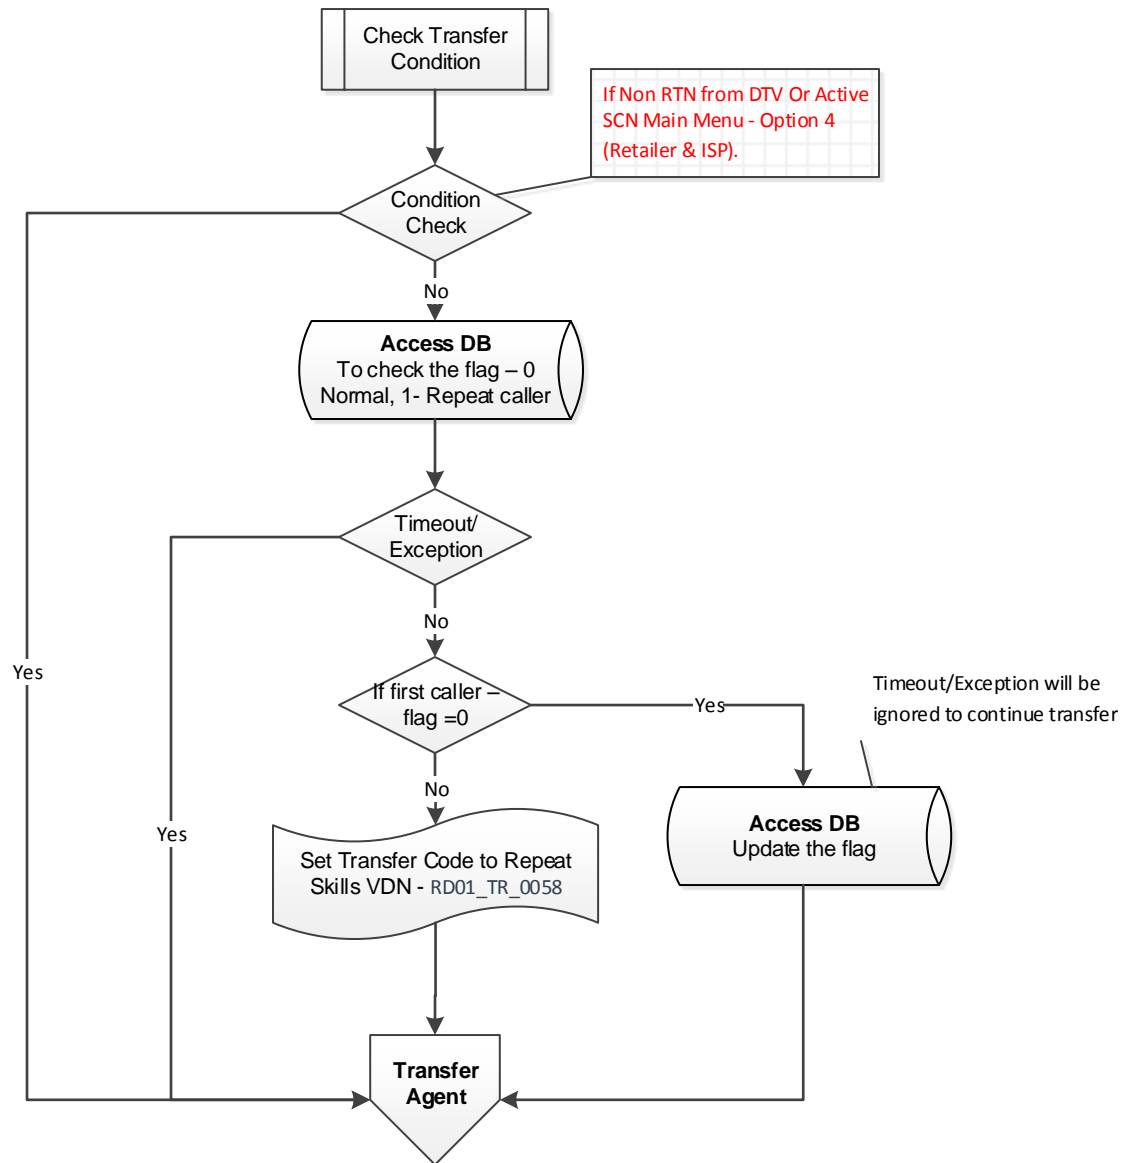 Check Transfer
Condition
If Non RTN from DTV Or Active
SCN Main Menu - Option 4
(Retailer & ISP).
Condition
Check
No
Access DB
To check the flag – 0
Normal, 1- Repeat caller
Timeout/
Exception
No
Yes
If first caller –
flag =0
Yes
Timeout/Exception will be
ignored to continue transfer
No
Yes
Set Transfer Code to Repeat
Skills VDN - RD01_TR_0058
Access DB
Update the flag
Transfer
Agent